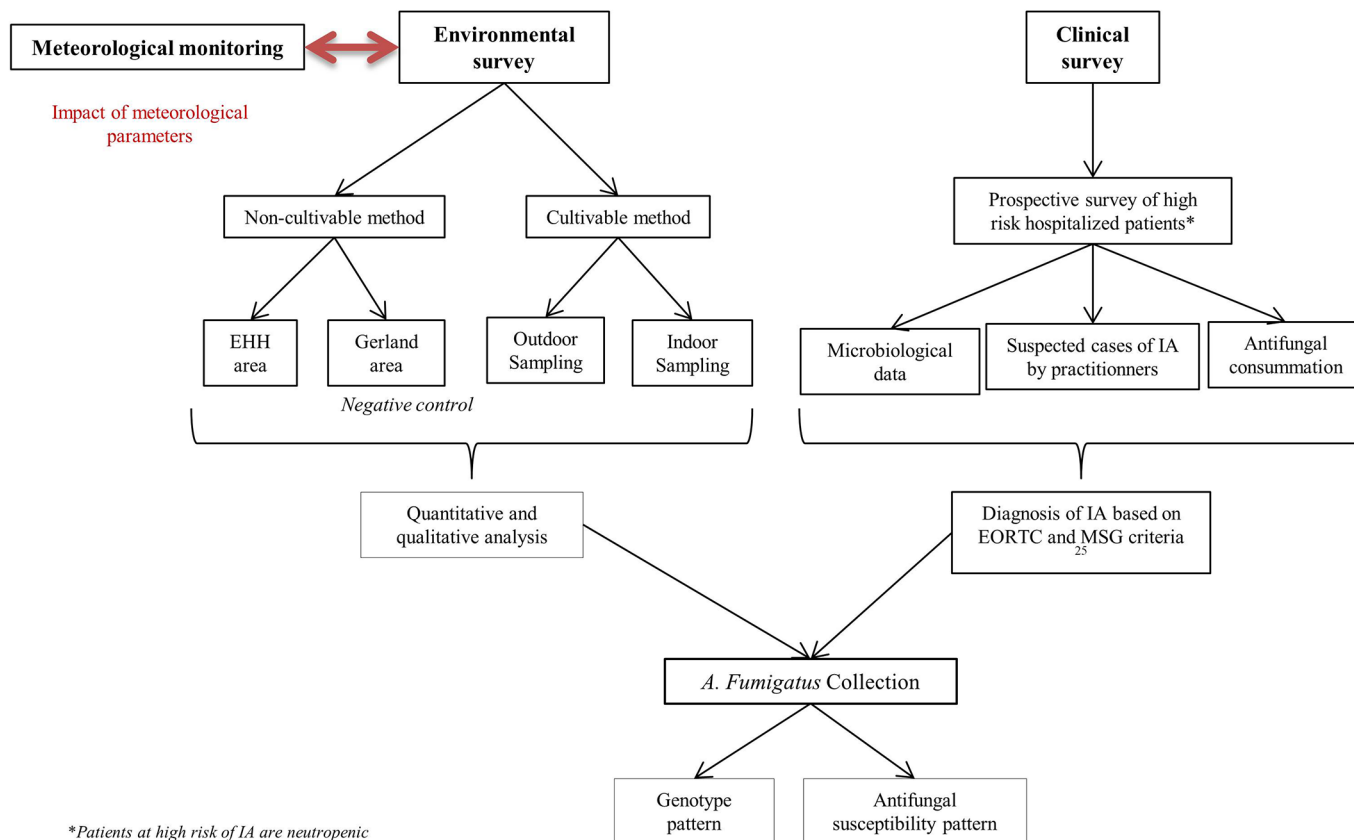 Meteorological monitoring
Environmental
survey
Clinical
survey
Impact of meteorological
parameters
Non-cultivable method
Cultivable method
Prospective survey of high
risk hospitalized patients*
EHH
area
Gerland
area
Outdoor
Sampling
Indoor
Sampling
Microbiological
data
Suspected cases of IA
by practitionners
Antifungal
consummation
Negative control
Quantitative and
qualitative analysis
Diagnosis of IA based on
EORTC and MSG criteria
25
A. Fumigatus Collection
Genotype
pattern
Antifungal
susceptibility pattern
*Patients at high risk of IA are neutropenic